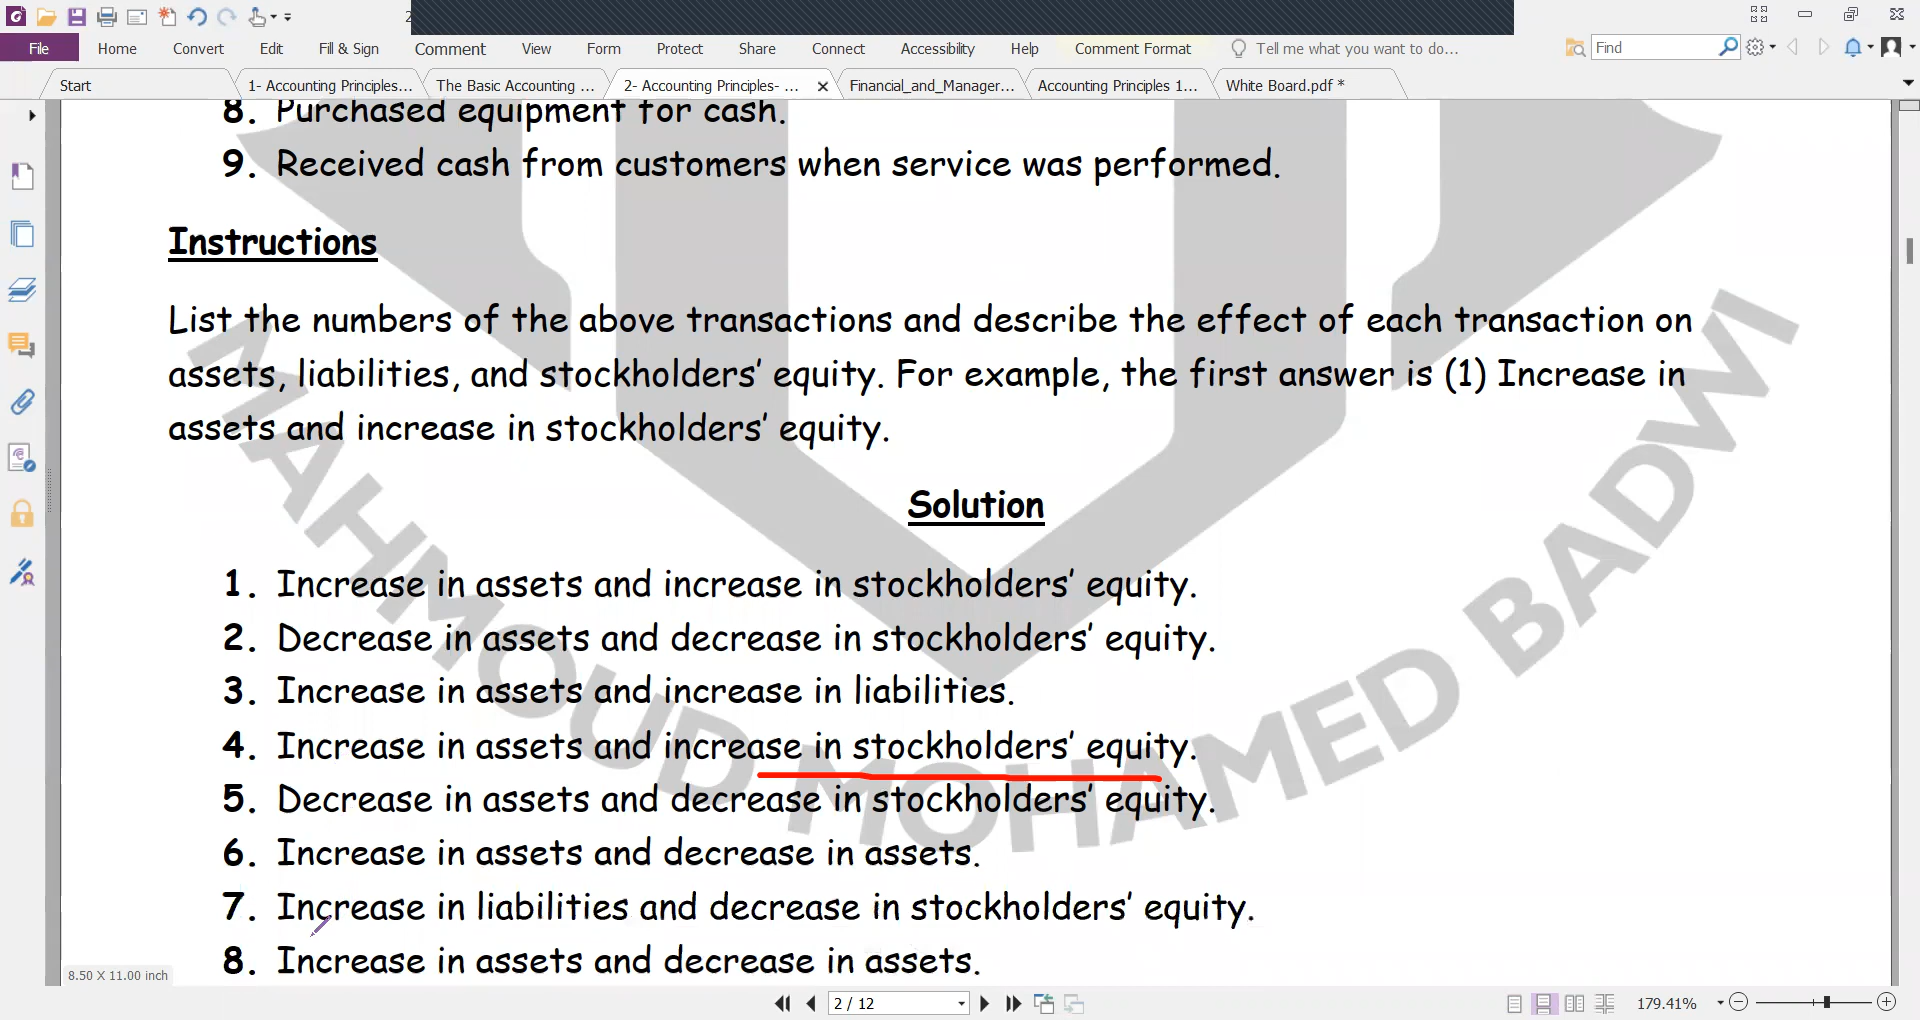 2
File Home Convert Edit Fill & Sign Comment View Form Protect Share Connect Accessibility Help Comment Format Tell me what you want to do... Find
Start 1- Accounting Principles... The Basic Accounting ... 2- Accounting Principles- ... Financial_and_Manager... Accounting Principles 1... White Board.pdf *
8. Purchased equipment for cash.
9. Received cash from customers when service was performed.
Instructions
List the numbers of the above transactions and describe the effect of each transaction on
assets, liabilities, and stockholders' equity. For example, the first answer is (1) Increase in
assets and increase in stockholders' equity.
Solution
1. Increase in assets and increase in stockholders' equity.
2. Decrease in assets and decrease in stockholders' equity.
3. Increase in assets and increase in liabilities.
4. Increase in assets and increase in stockholders' equity.
5. Decrease in assets and decrease in stockholders' equity.
6. Increase in assets and decrease in assets.
7. Increase in liabilities and decrease in stockholders' equity.
8. Increase in assets and decrease in assets.
MAHMOUD MOHAMED BADWI
8.50 X 11.00 inch
2 / 12
179.41%